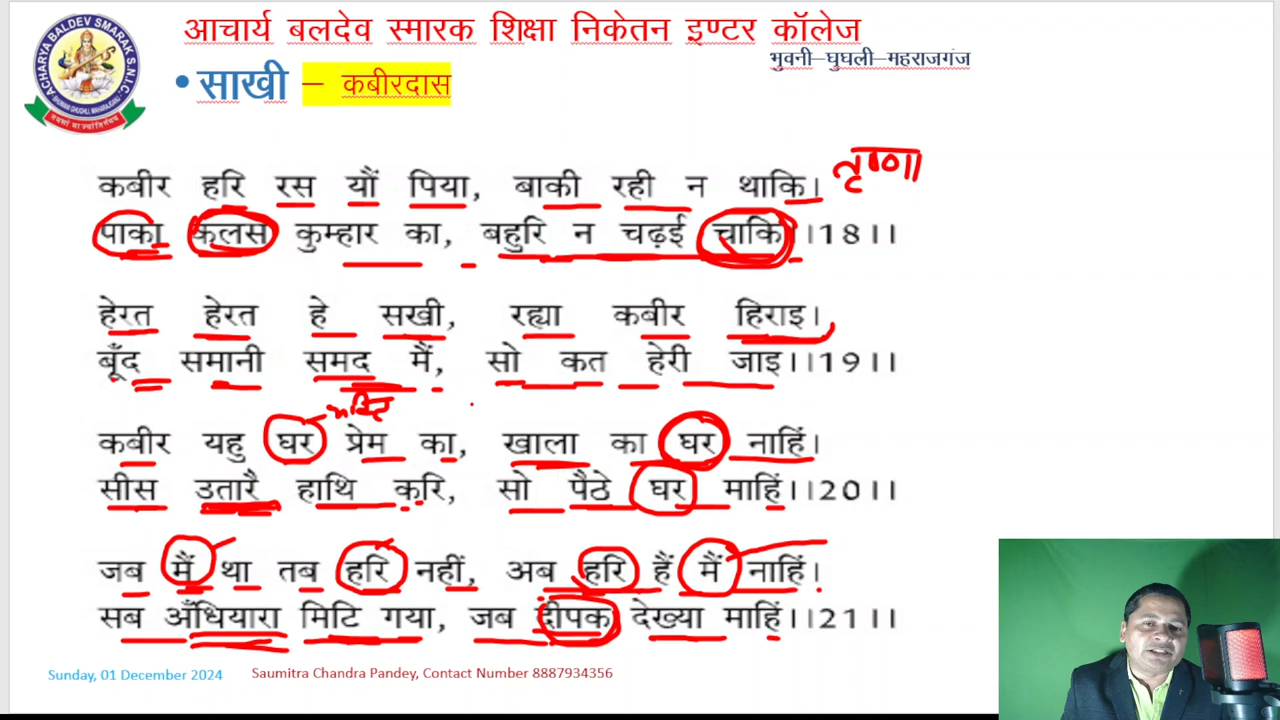 आचार्य बलदेव स्मारक शिक्षा निकेतन इण्टर कॉलेज
भुवनी–घुघली–महराजगंज
ACHARYA BALDEV SMARAK S.N.I.C.
• साखी – कबीरदास
कबीर हरि रस यौं पिया, बाकी रही न थाकि।
तृष्णा
पाका कलस कुम्हार का, बहुरि न चढ़ई चाकि।।18।।
हेरत हेरत हे सखी, रह्या कबीर हिराइ।
बूँद समानी समद मैं, सो कत हेरी जाइ।।19।।
कबीर यहु घर प्रेम का, खाला का घर नाहिं।
सीस उतारै हाथि करि, सो पैठे घर माहिं।।20।।
जब मैं था तब हरि नहीं, अब हरि हैं मैं नाहिं।
सब अँधियारा मिटि गया, जब दीपक देख्या माहिं।।21।।
Sunday, 01 December 2024
Saumitra Chandra Pandey, Contact Number 8887934356